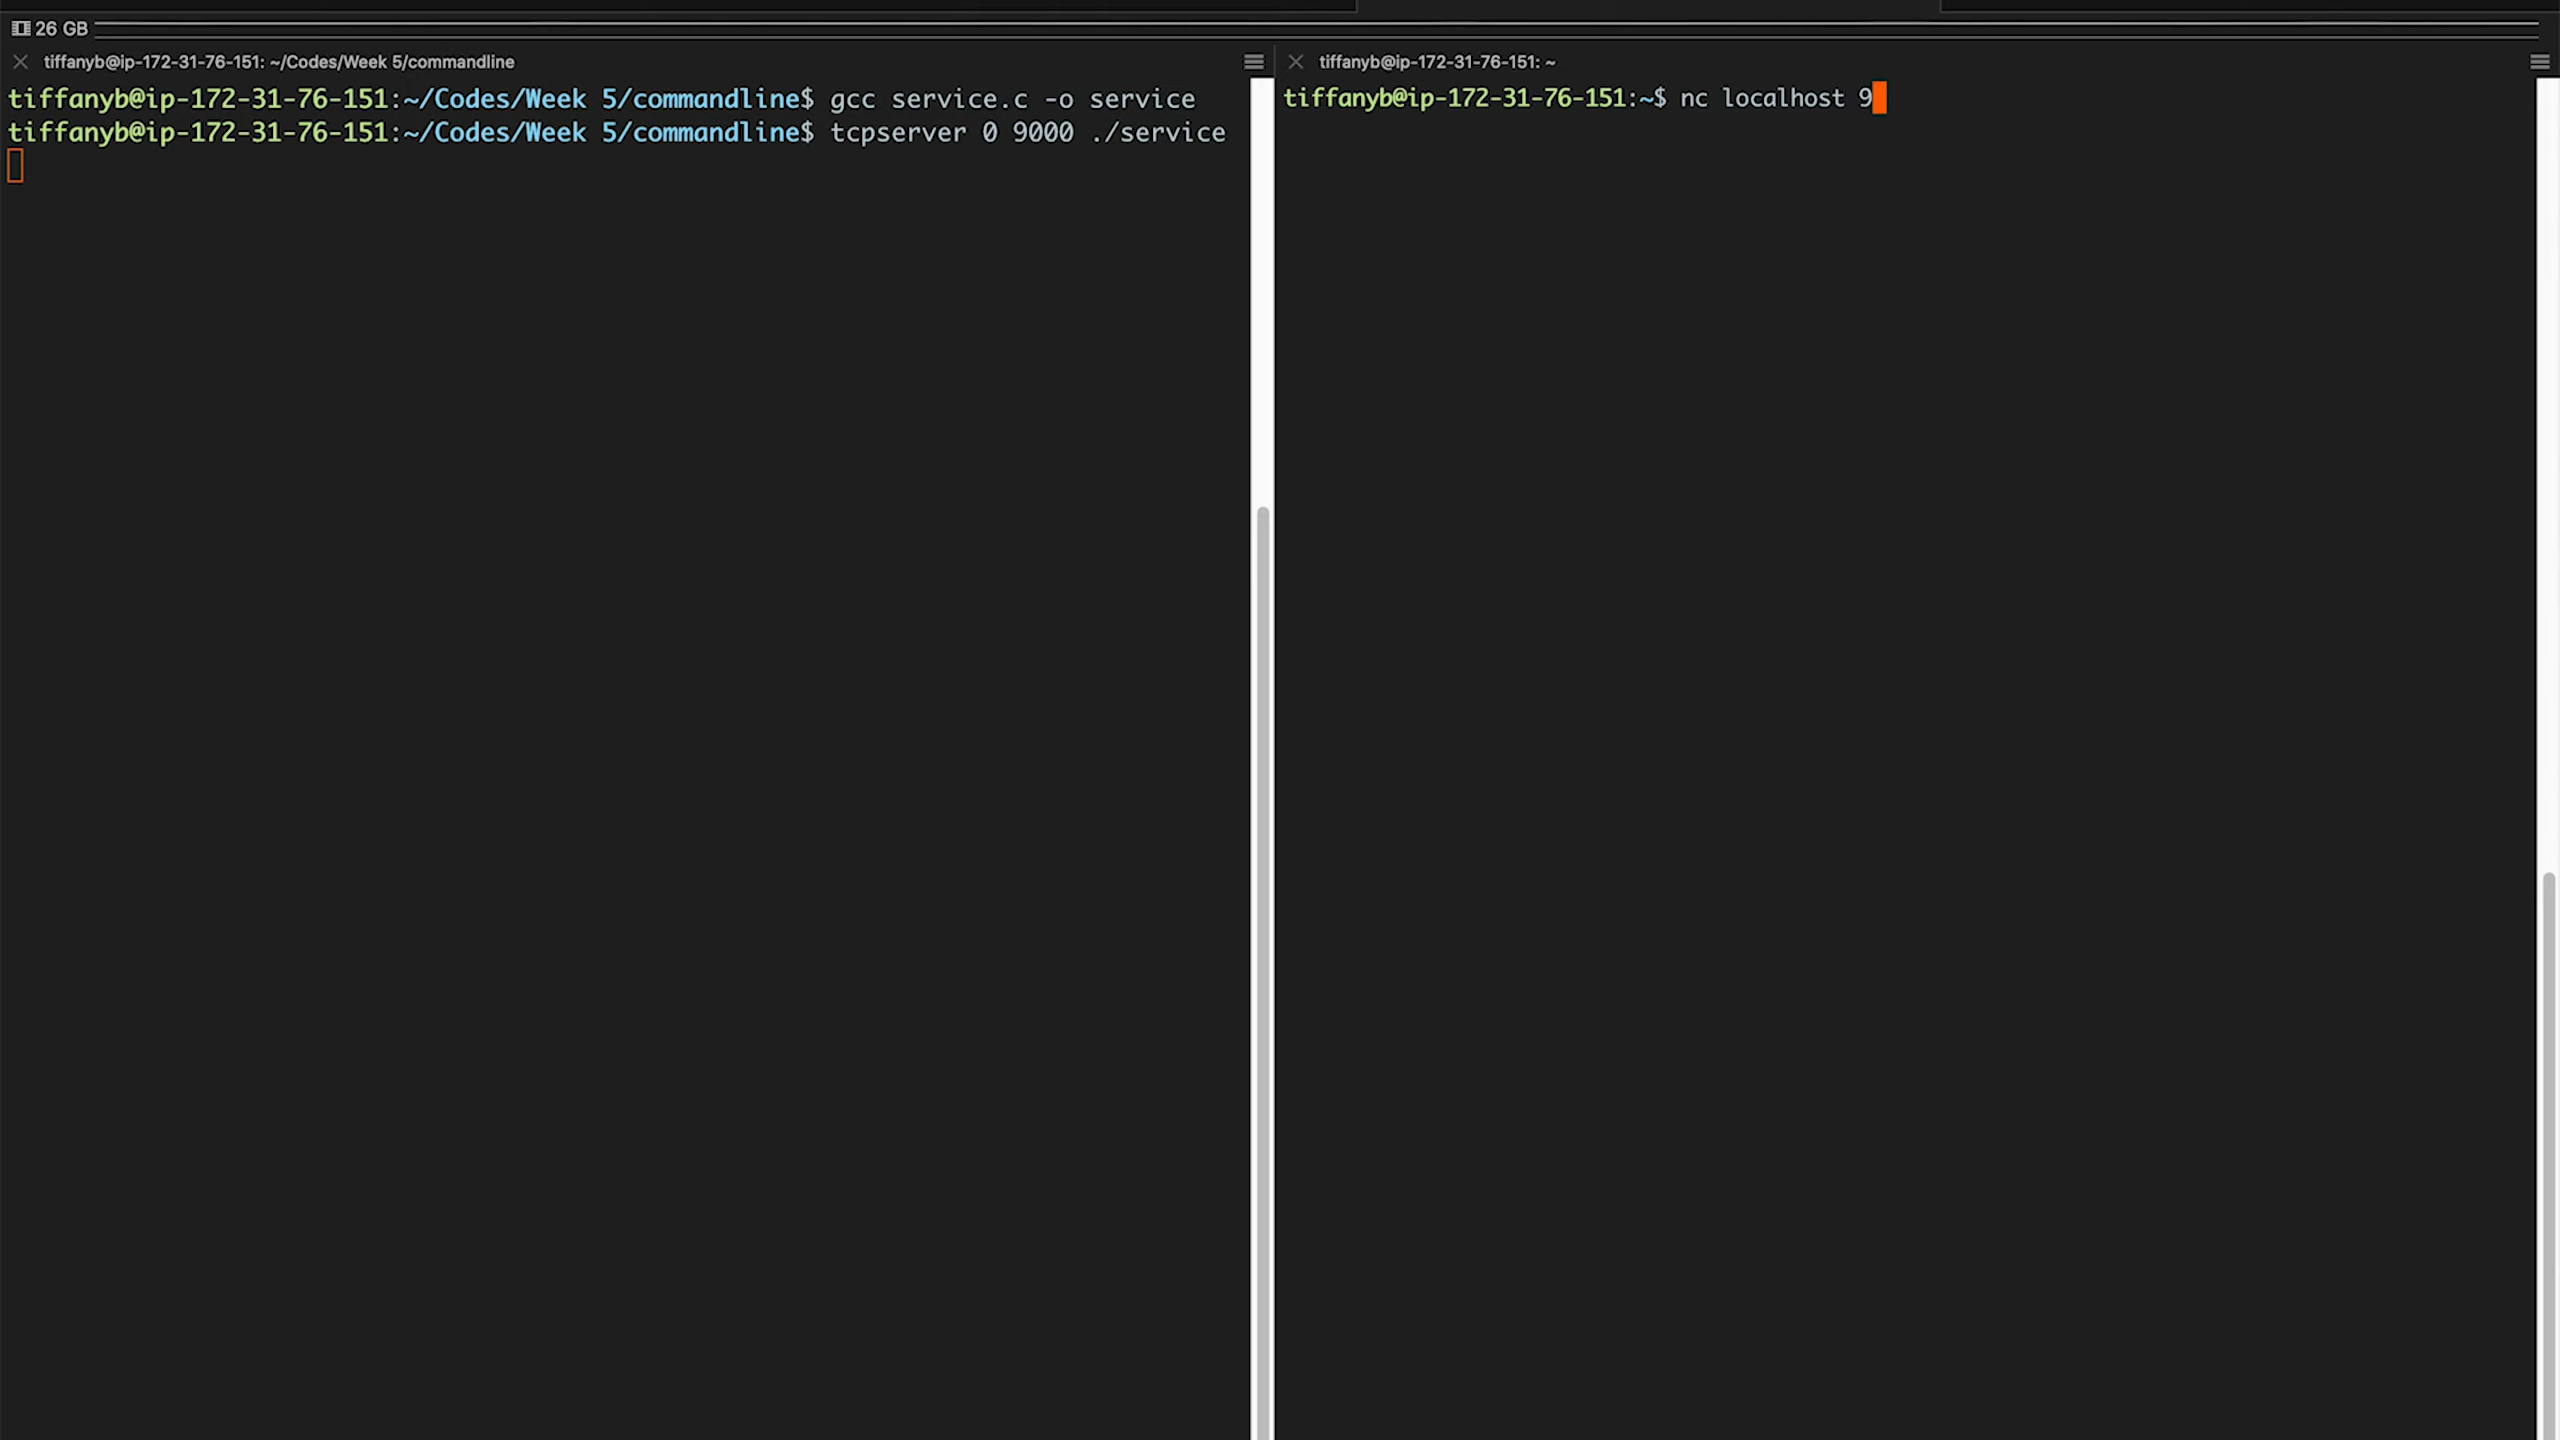 26 GB
tiffanyb@ip-172-31-76-151: ~/Codes/Week 5/commandline
tiffanyb@ip-172-31-76-151:~/Codes/Week 5/commandline$ gcc service.c -o service
tiffanyb@ip-172-31-76-151:~/Codes/Week 5/commandline$ tcpserver 0 9000 ./service
tiffanyb@ip-172-31-76-151: ~
tiffanyb@ip-172-31-76-151:~$ nc localhost 9